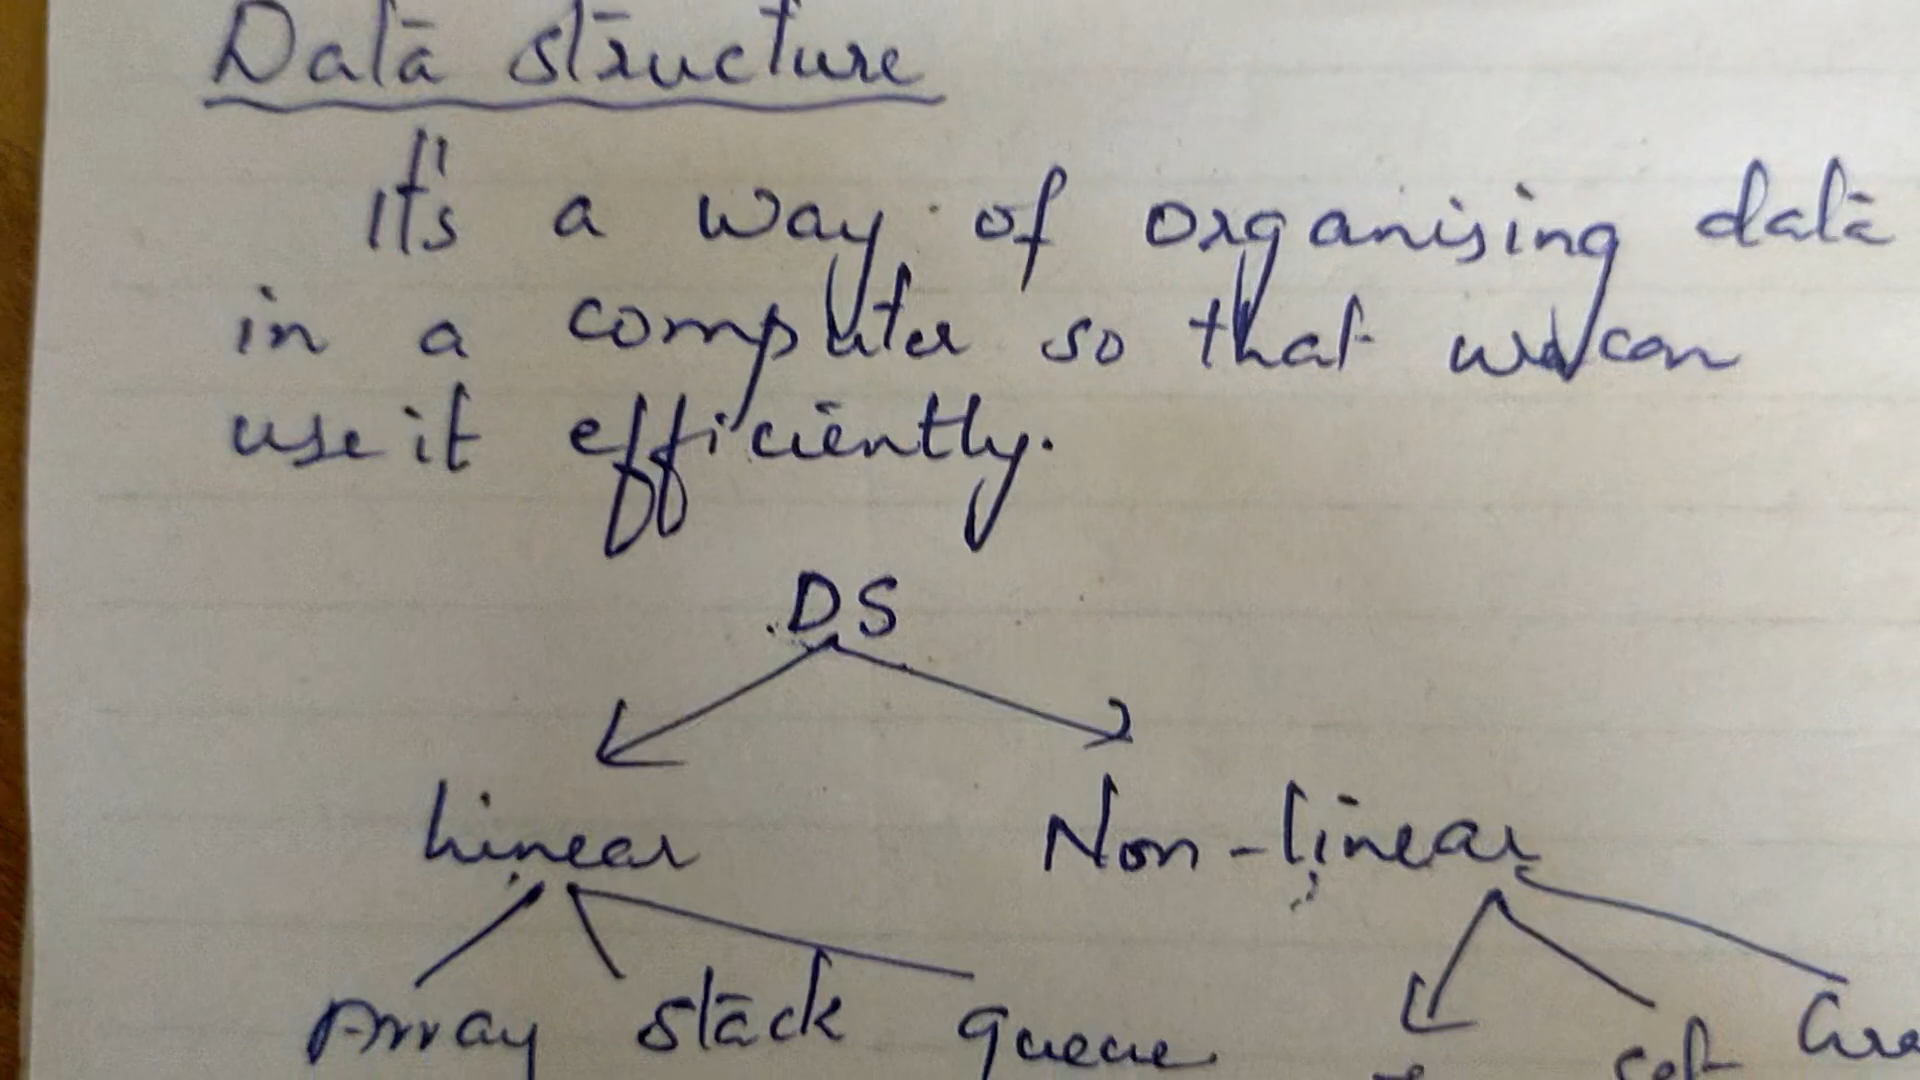 Data structure
It's a way of organising data
in a computer so that we can
use it efficiently.
DS
Linear Non-linear
Array stack queue set